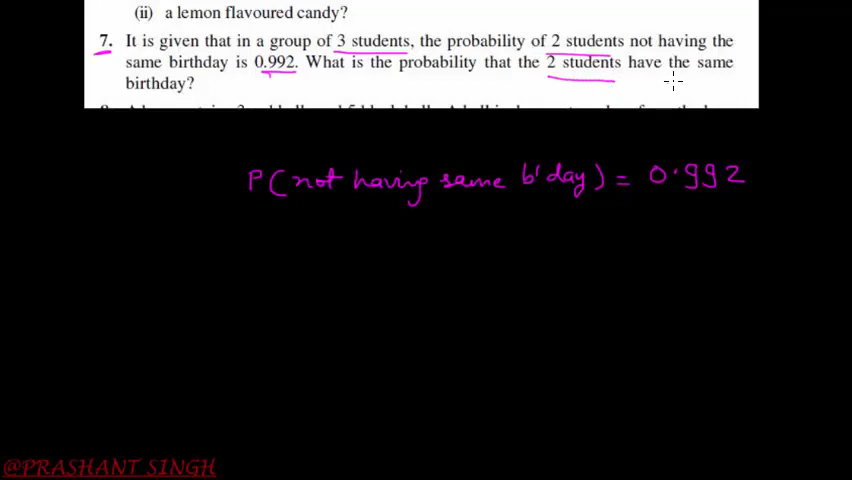 (ii) a lemon flavoured candy?
7. It is given that in a group of 3 students, the probability of 2 students not having the
same birthday is 0.992. What is the probability that the 2 students have the same
birthday?
P(not having same b'day) = 0.992
@PRASHANT SINGH